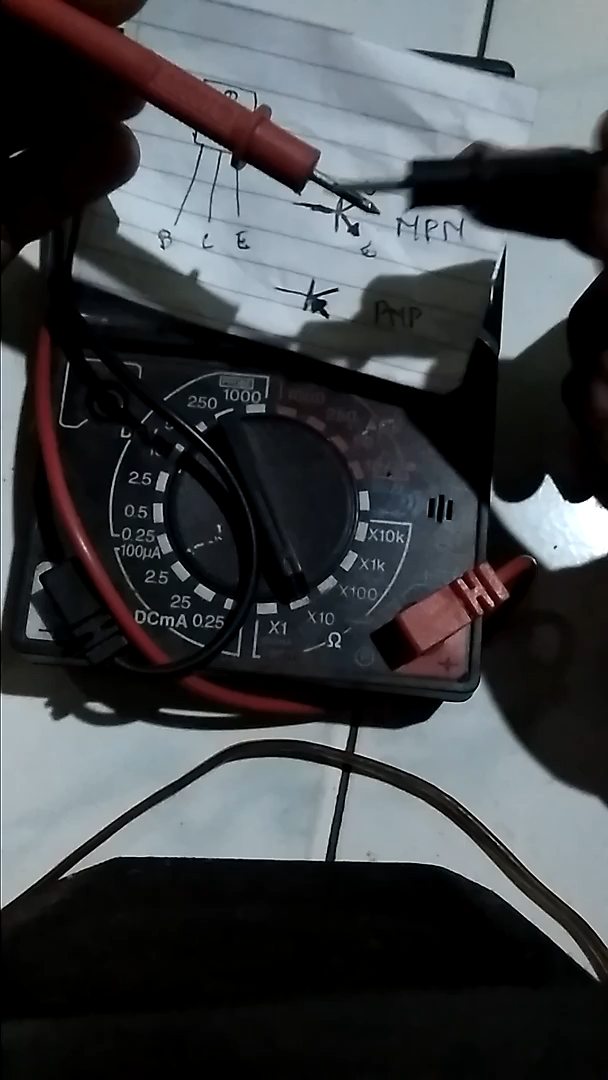 B C E
E
NPN
PNP
250 1000
2.5
0.5
0.25
100µA
2.5
25
DCmA 0.25
X10k
X1k
X100
X10
X1
Ω
+